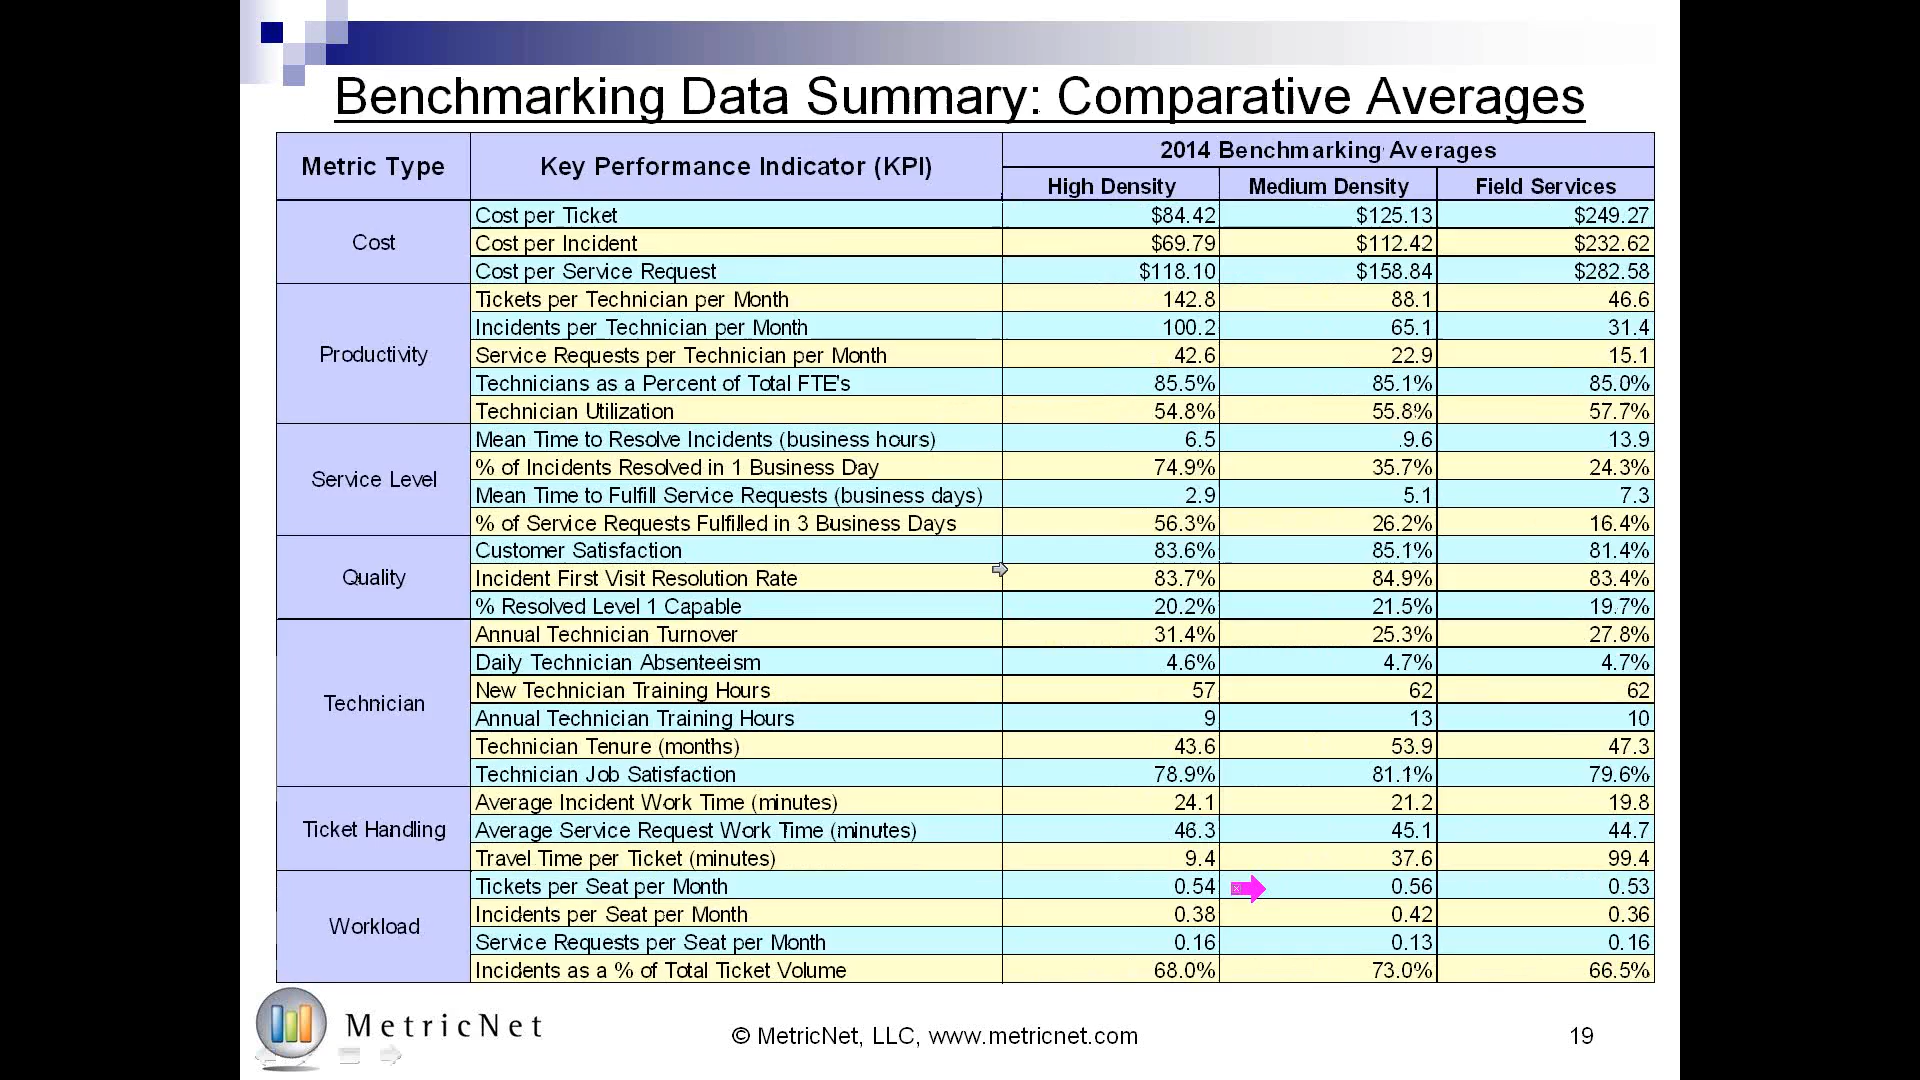 Benchmarking Data Summary: Comparative Averages
Metric Type Key Performance Indicator (KPI) 2014 Benchmarking Averages
High Density Medium Density Field Services
Cost
Cost per Ticket $84.42 $125.13 $249.27
Cost per Incident $69.79 $112.42 $232.62
Cost per Service Request $118.10 $158.84 $282.58
Productivity
Tickets per Technician per Month 142.8 88.1 46.6
Incidents per Technician per Month 100.2 65.1 31.4
Service Requests per Technician per Month 42.6 22.9 15.1
Technicians as a Percent of Total FTE's 85.5% 85.1% 85.0%
Technician Utilization 54.8% 55.8% 57.7%
Service Level
Mean Time to Resolve Incidents (business hours) 6.5 9.6 13.9
% of Incidents Resolved in 1 Business Day 74.9% 35.7% 24.3%
Mean Time to Fulfill Service Requests (business days) 2.9 5.1 7.3
% of Service Requests Fulfilled in 3 Business Days 56.3% 26.2% 16.4%
Quality
Customer Satisfaction 83.6% 85.1% 81.4%
Incident First Visit Resolution Rate 83.7% 84.9% 83.4%
% Resolved Level 1 Capable 20.2% 21.5% 19.7%
Technician
Annual Technician Turnover 31.4% 25.3% 27.8%
Daily Technician Absenteeism 4.6% 4.7% 4.7%
New Technician Training Hours 57 62 62
Annual Technician Training Hours 9 13 10
Technician Tenure (months) 43.6 53.9 47.3
Technician Job Satisfaction 78.9% 81.1% 79.6%
Ticket Handling
Average Incident Work Time (minutes) 24.1 21.2 19.8
Average Service Request Work Time (minutes) 46.3 45.1 44.7
Travel Time per Ticket (minutes) 9.4 37.6 99.4
Workload
Tickets per Seat per Month 0.54 0.56 0.53
Incidents per Seat per Month 0.38 0.42 0.36
Service Requests per Seat per Month 0.16 0.13 0.16
Incidents as a % of Total Ticket Volume 68.0% 73.0% 66.5%
MetricNet
© MetricNet, LLC, www.metricnet.com
19